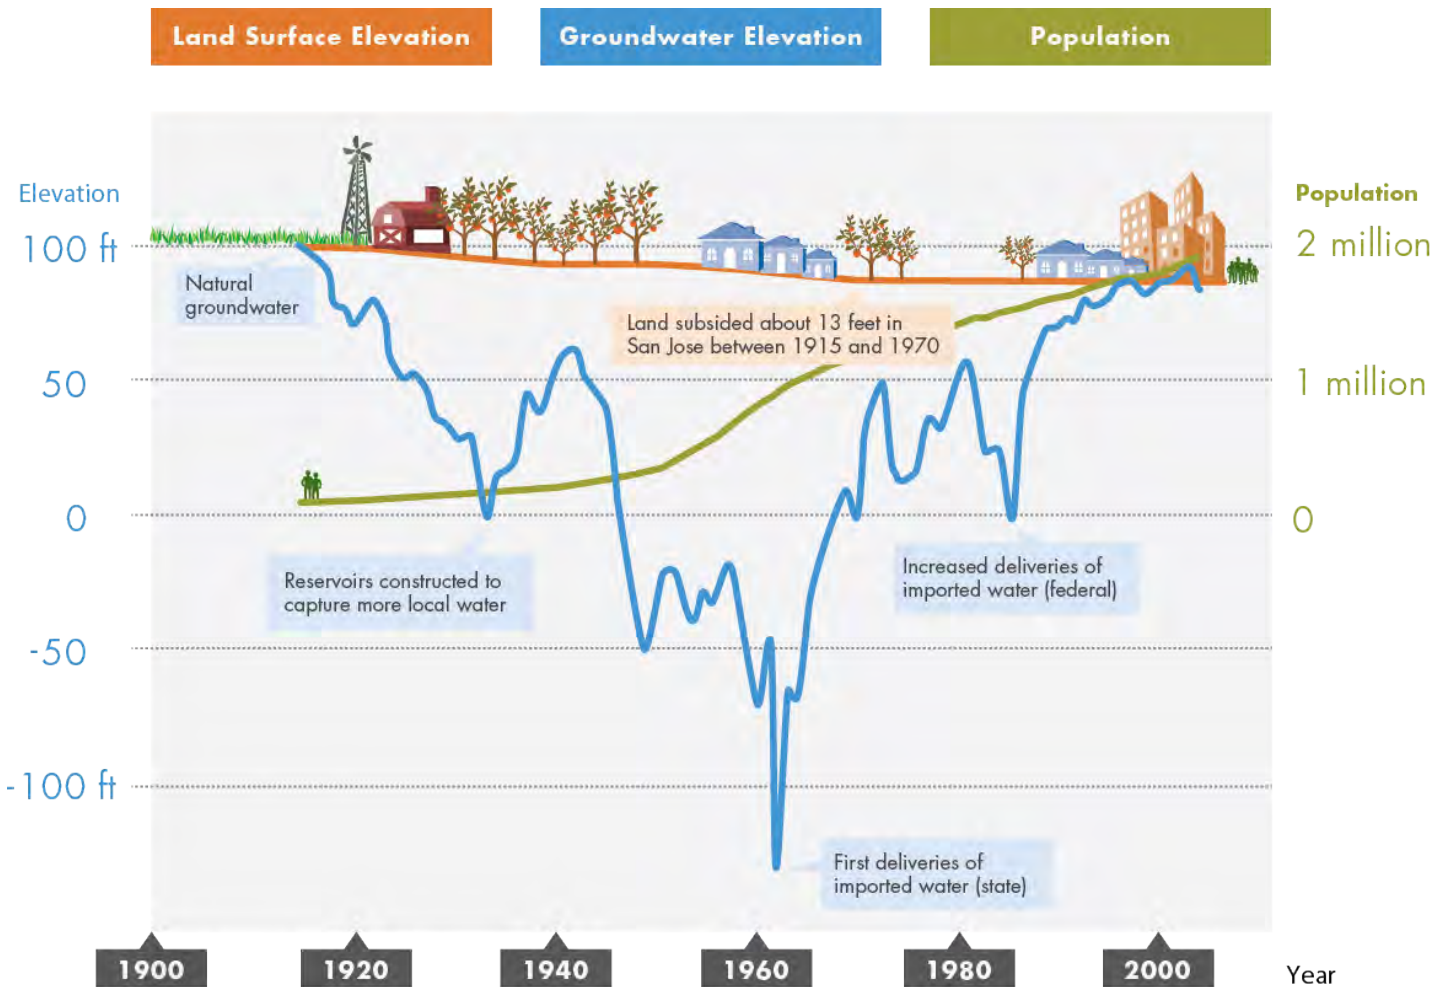 Land Surface Elevation
Groundwater Elevation
Population
Elevation
100 ft
50
0
-50
-100 ft
Population
2 million
1 million
0
Natural
groundwater
Land subsided about 13 feet in
San Jose between 1915 and 1970
Reservoirs constructed to
capture more local water
Increased deliveries of
imported water (federal)
First deliveries of
imported water (state)
1900
1920
1940
1960
1980
2000
Year